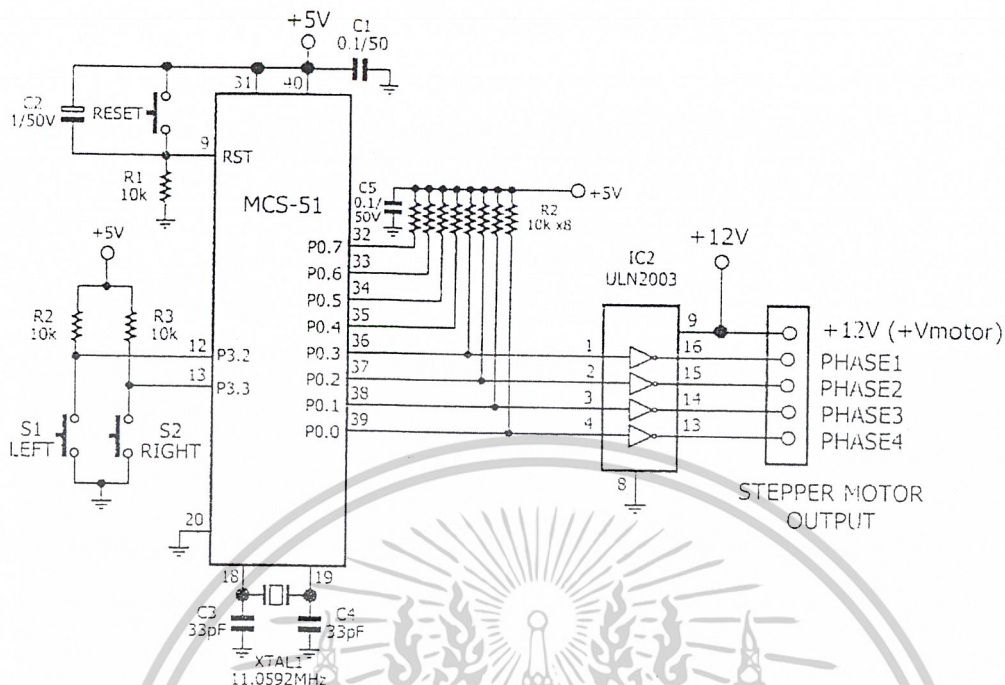 +5V
C1
0.1/50
31
40
C2
1/50V
RESET
9
RST
R1
10k
MCS-51
C5
0.1/
50V
+5V
R2
10k x8
+5V
R2
10k
R3
10k
12
P3.2
13
P3.3
S1
LEFT
S2
RIGHT
20
18
19
C3
33pF
C4
33pF
XTAL1
11.0592MHz
P0.7
32
P0.6
33
P0.5
34
P0.4
35
P0.3
36
P0.2
37
P0.1
38
P0.0
39
IC2
ULN2003
+12V
1
2
3
4
8
9
16
15
14
13
+12V (+Vmotor)
PHASE1
PHASE2
PHASE3
PHASE4
STEPPER MOTOR
OUTPUT